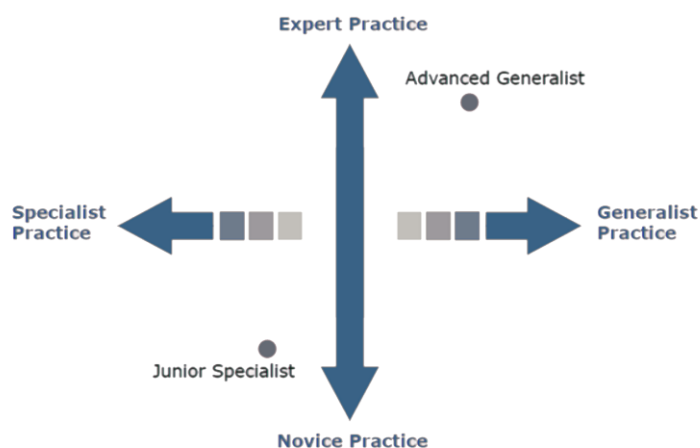 Expert Practice
Advanced Generalist
Specialist
Practice
Generalist
Practice
Junior Specialist
Novice Practice